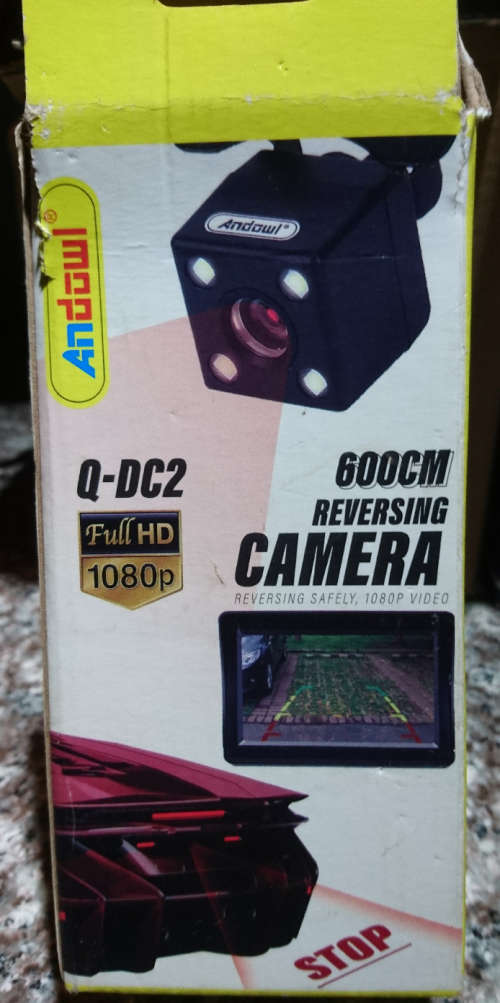 Andowl®
Andowl®
Q-DC2
Full HD
1080p
600CM
REVERSING
CAMERA
REVERSING SAFELY, 1080P VIDEO
STOP